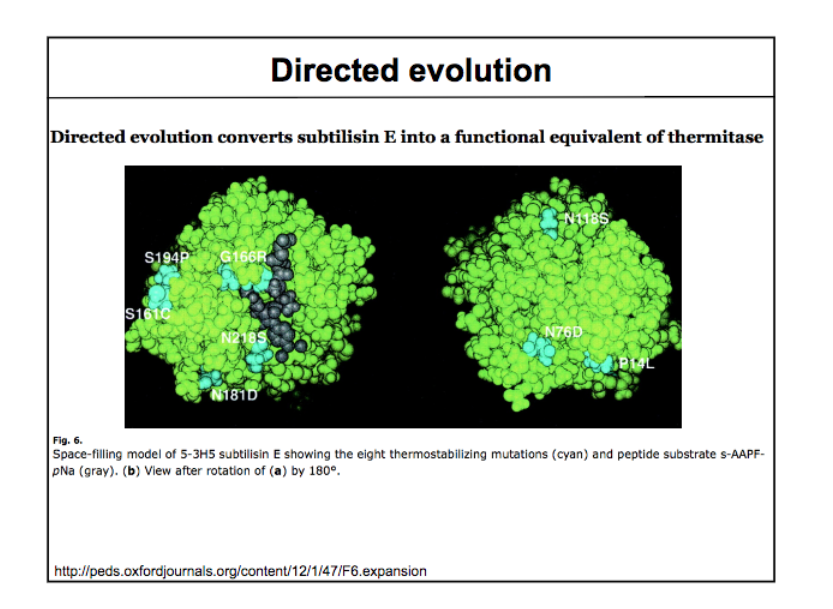 Directed evolution
Directed evolution converts subtilisin E into a functional equivalent of thermitase
S194P
G166R
S161C
N218S
N181D
N118S
N76D
P14L
Fig. 6.
Space-filling model of 5-3H5 subtilisin E showing the eight thermostabilizing mutations (cyan) and peptide substrate s-AAPF-
pNa (gray). (b) View after rotation of (a) by 180°.
http://peds.oxfordjournals.org/content/12/1/47/F6.expansion